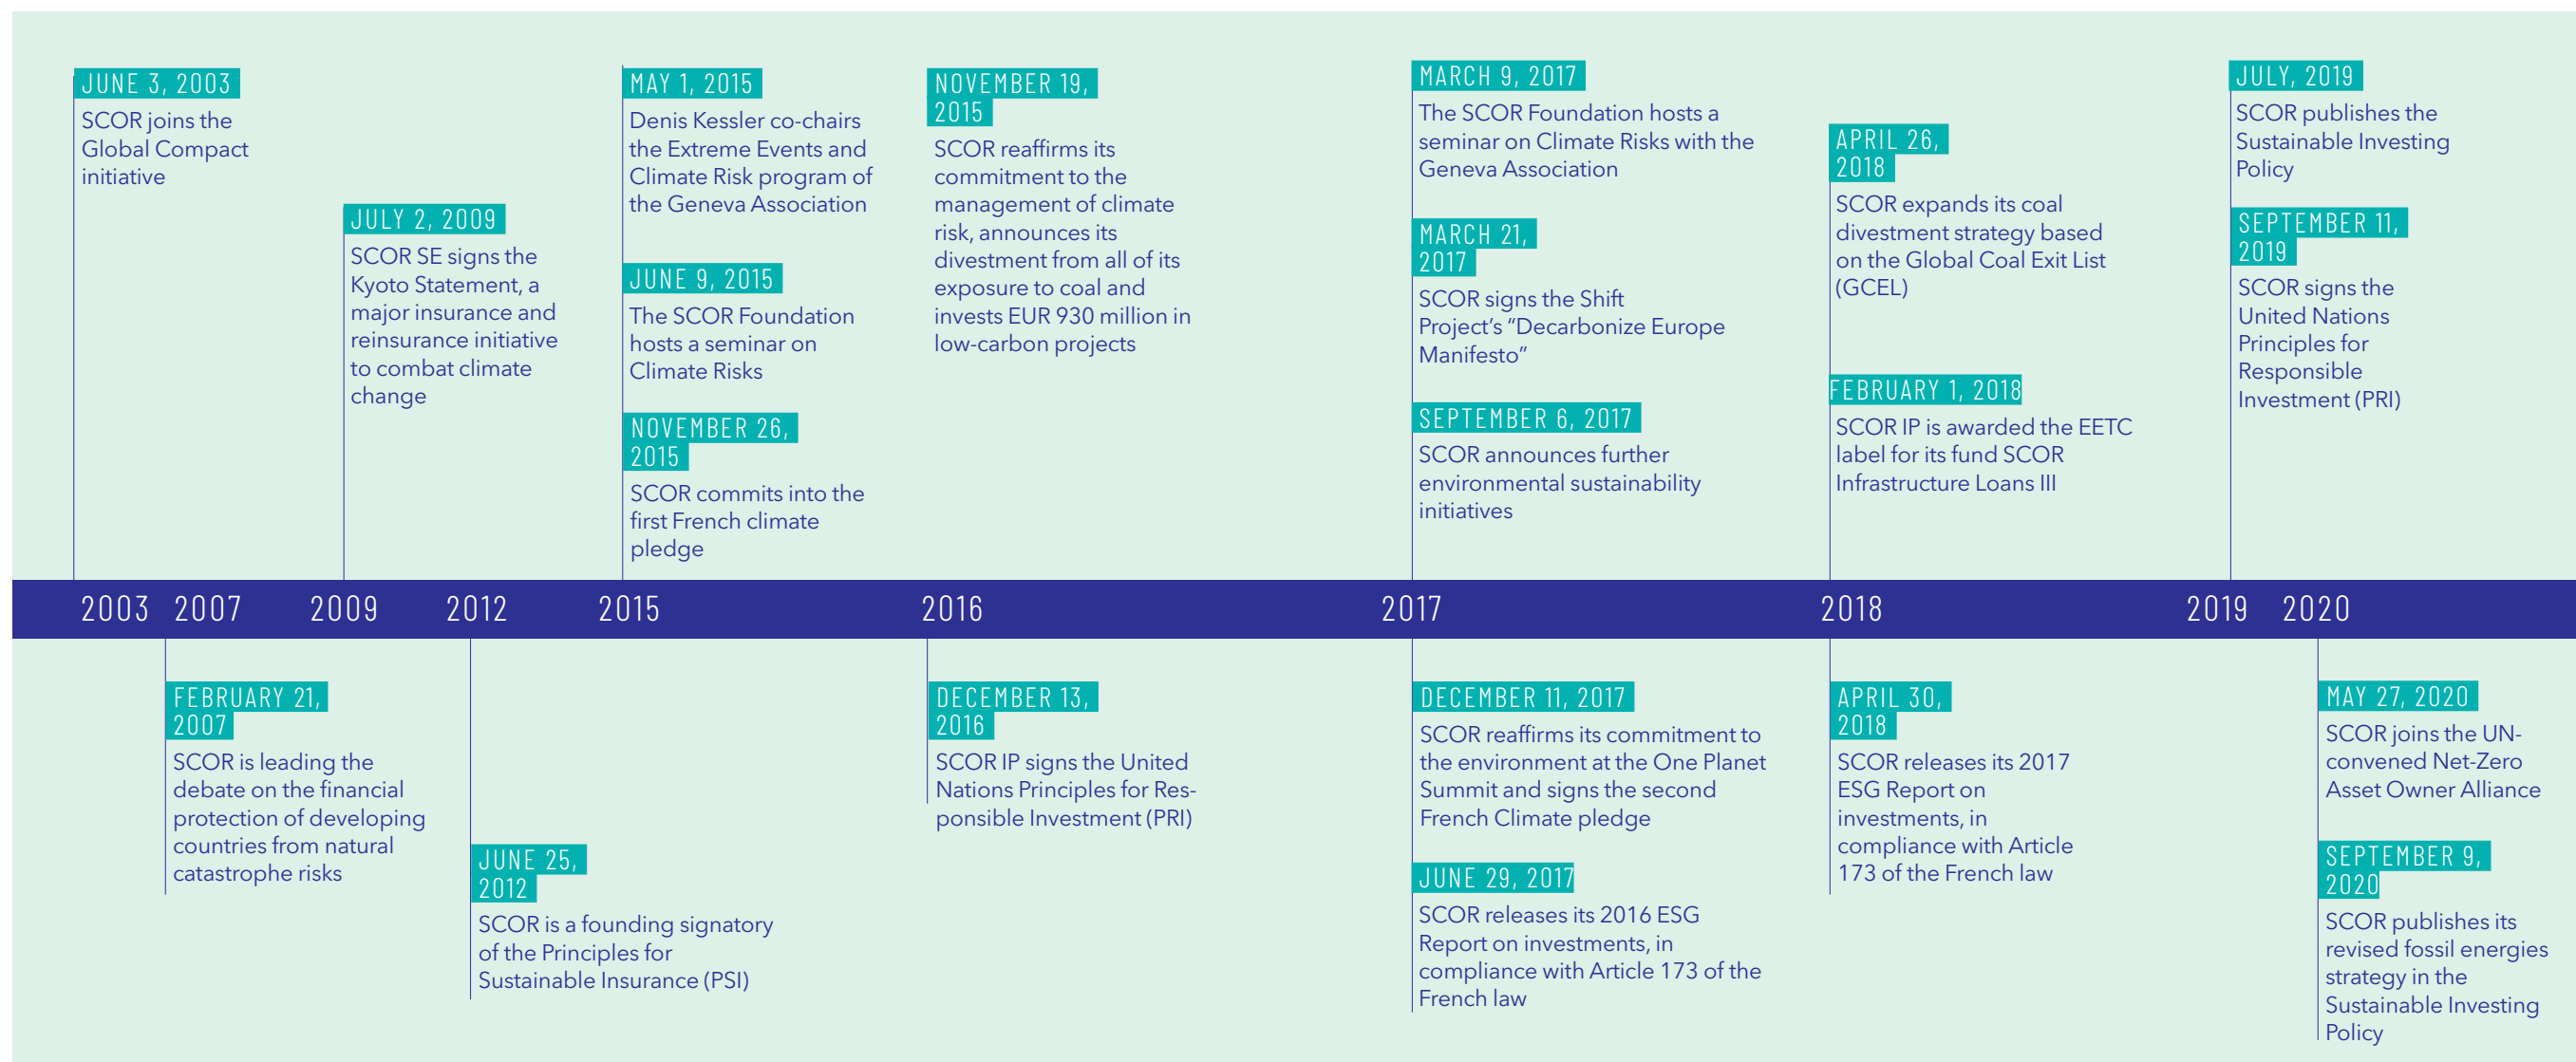 JUNE 3, 2003
SCOR joins the
Global Compact
initiative
JULY 2, 2009
SCOR SE signs the
Kyoto Statement, a
major insurance and
reinsurance initiative
to combat climate
change
MAY 1, 2015
Denis Kessler co-chairs
the Extreme Events and
Climate Risk program of
the Geneva Association
JUNE 9, 2015
The SCOR Foundation
hosts a seminar on
Climate Risks
NOVEMBER 26,
2015
SCOR commits into the
first French climate
pledge
NOVEMBER 19,
2015
SCOR reaffirms its
commitment to the
management of climate
risk, announces its
divestment from all of its
exposure to coal and
invests EUR 930 million in
low-carbon projects
MARCH 9, 2017
The SCOR Foundation hosts a
seminar on Climate Risks with the
Geneva Association
MARCH 21,
2017
SCOR signs the Shift
Project’s “Decarbonize Europe
Manifesto”
SEPTEMBER 6, 2017
SCOR announces further
environmental sustainability
initiatives
APRIL 26,
2018
SCOR expands its coal
divestment strategy based
on the Global Coal Exit List
(GCEL)
FEBRUARY 1, 2018
SCOR IP is awarded the EETC
label for its fund SCOR
Infrastructure Loans III
JULY, 2019
SCOR publishes the
Sustainable Investing
Policy
SEPTEMBER 11,
2019
SCOR signs the
United Nations
Principles for
Responsible
Investment (PRI)
2003 2007 2009 2012 2015 2016 2017 2018 2019 2020
FEBRUARY 21,
2007
SCOR is leading the
debate on the financial
protection of developing
countries from natural
catastrophe risks
JUNE 25,
2012
SCOR is a founding signatory
of the Principles for
Sustainable Insurance (PSI)
DECEMBER 13,
2016
SCOR IP signs the United
Nations Principles for Res-
ponsible Investment (PRI)
DECEMBER 11, 2017
SCOR reaffirms its commitment to
the environment at the One Planet
Summit and signs the second
French Climate pledge
JUNE 29, 2017
SCOR releases its 2016 ESG
Report on investments, in
compliance with Article 173 of the
French law
APRIL 30,
2018
SCOR releases its 2017
ESG Report on
investments, in
compliance with Article
173 of the French law
MAY 27, 2020
SCOR joins the UN-
convened Net-Zero
Asset Owner Alliance
SEPTEMBER 9,
2020
SCOR publishes its
revised fossil energies
strategy in the
Sustainable Investing
Policy